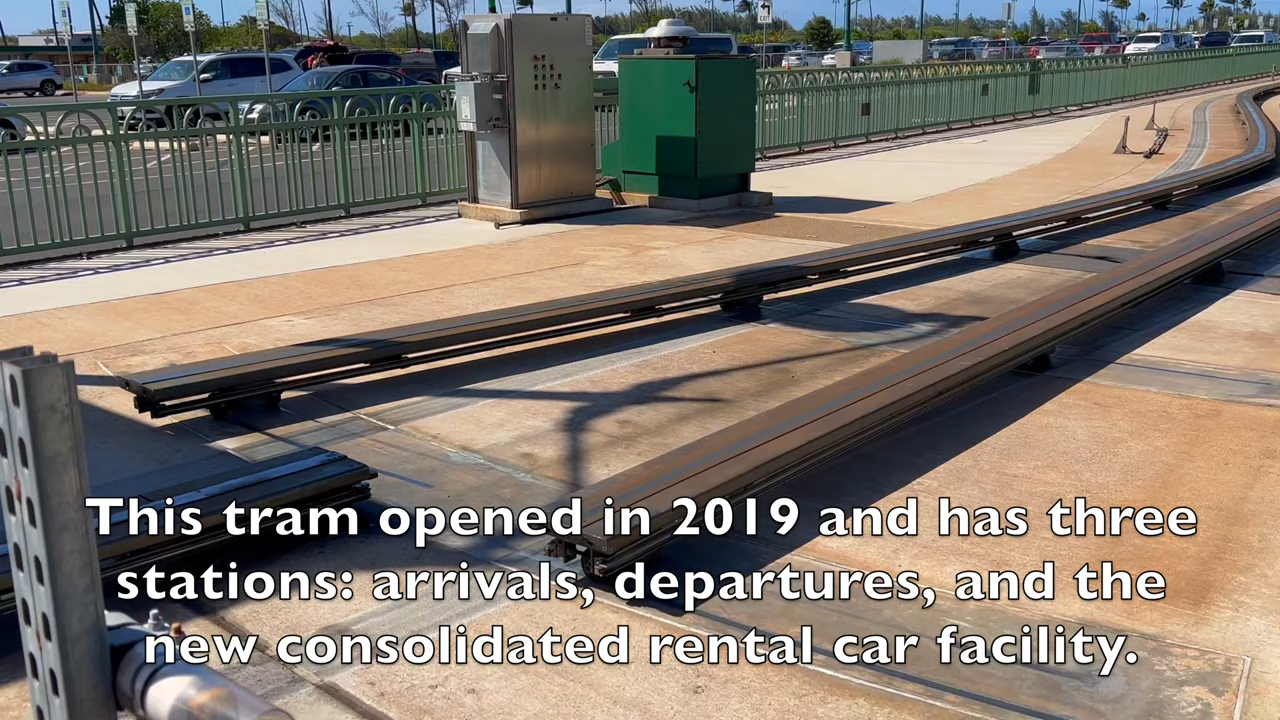 This tram opened in 2019 and has three
stations: arrivals, departures, and the
new consolidated rental car facility.